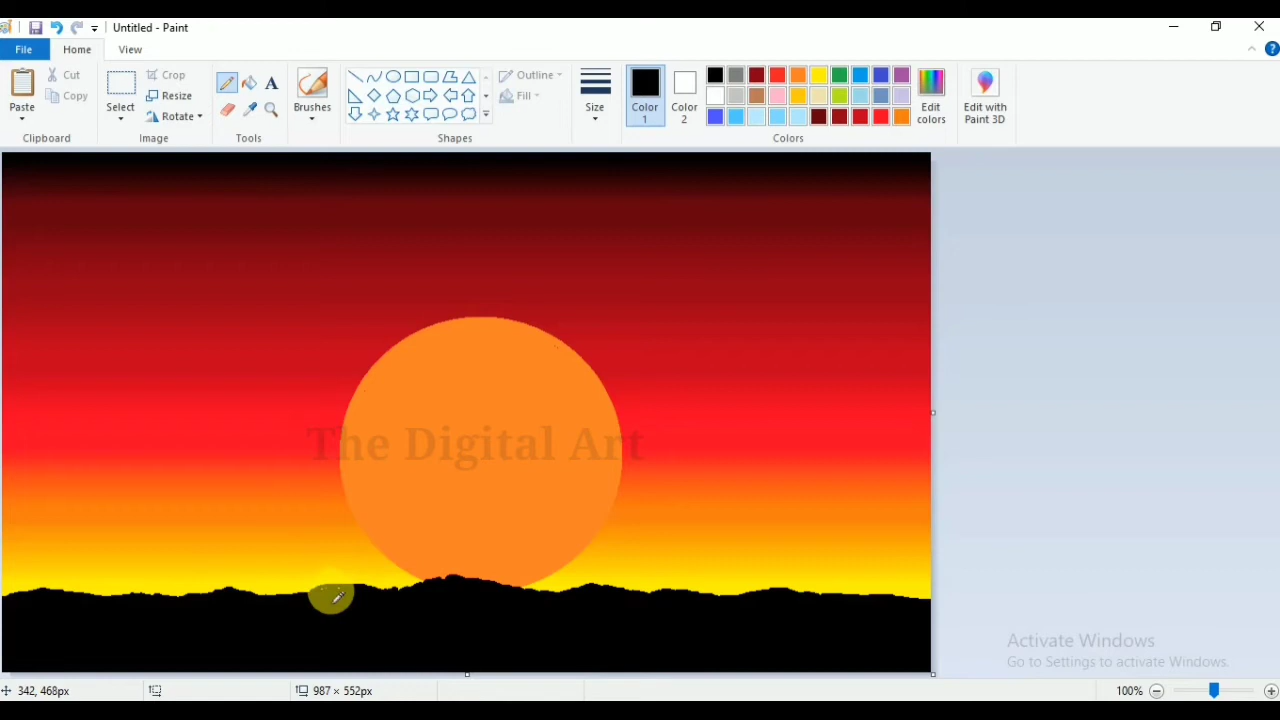 Untitled - Paint
File Home View
Paste
Cut
Copy
Clipboard
Select
Crop
Resize
Rotate
Image
Tools
Brushes
Outline
Fill
Shapes
Size
Color 1
Color 2
Colors
Edit colors
Edit with Paint 3D
The Digital Art
Activate Windows
Go to Settings to activate Windows.
342, 468px
987 × 552px
100%